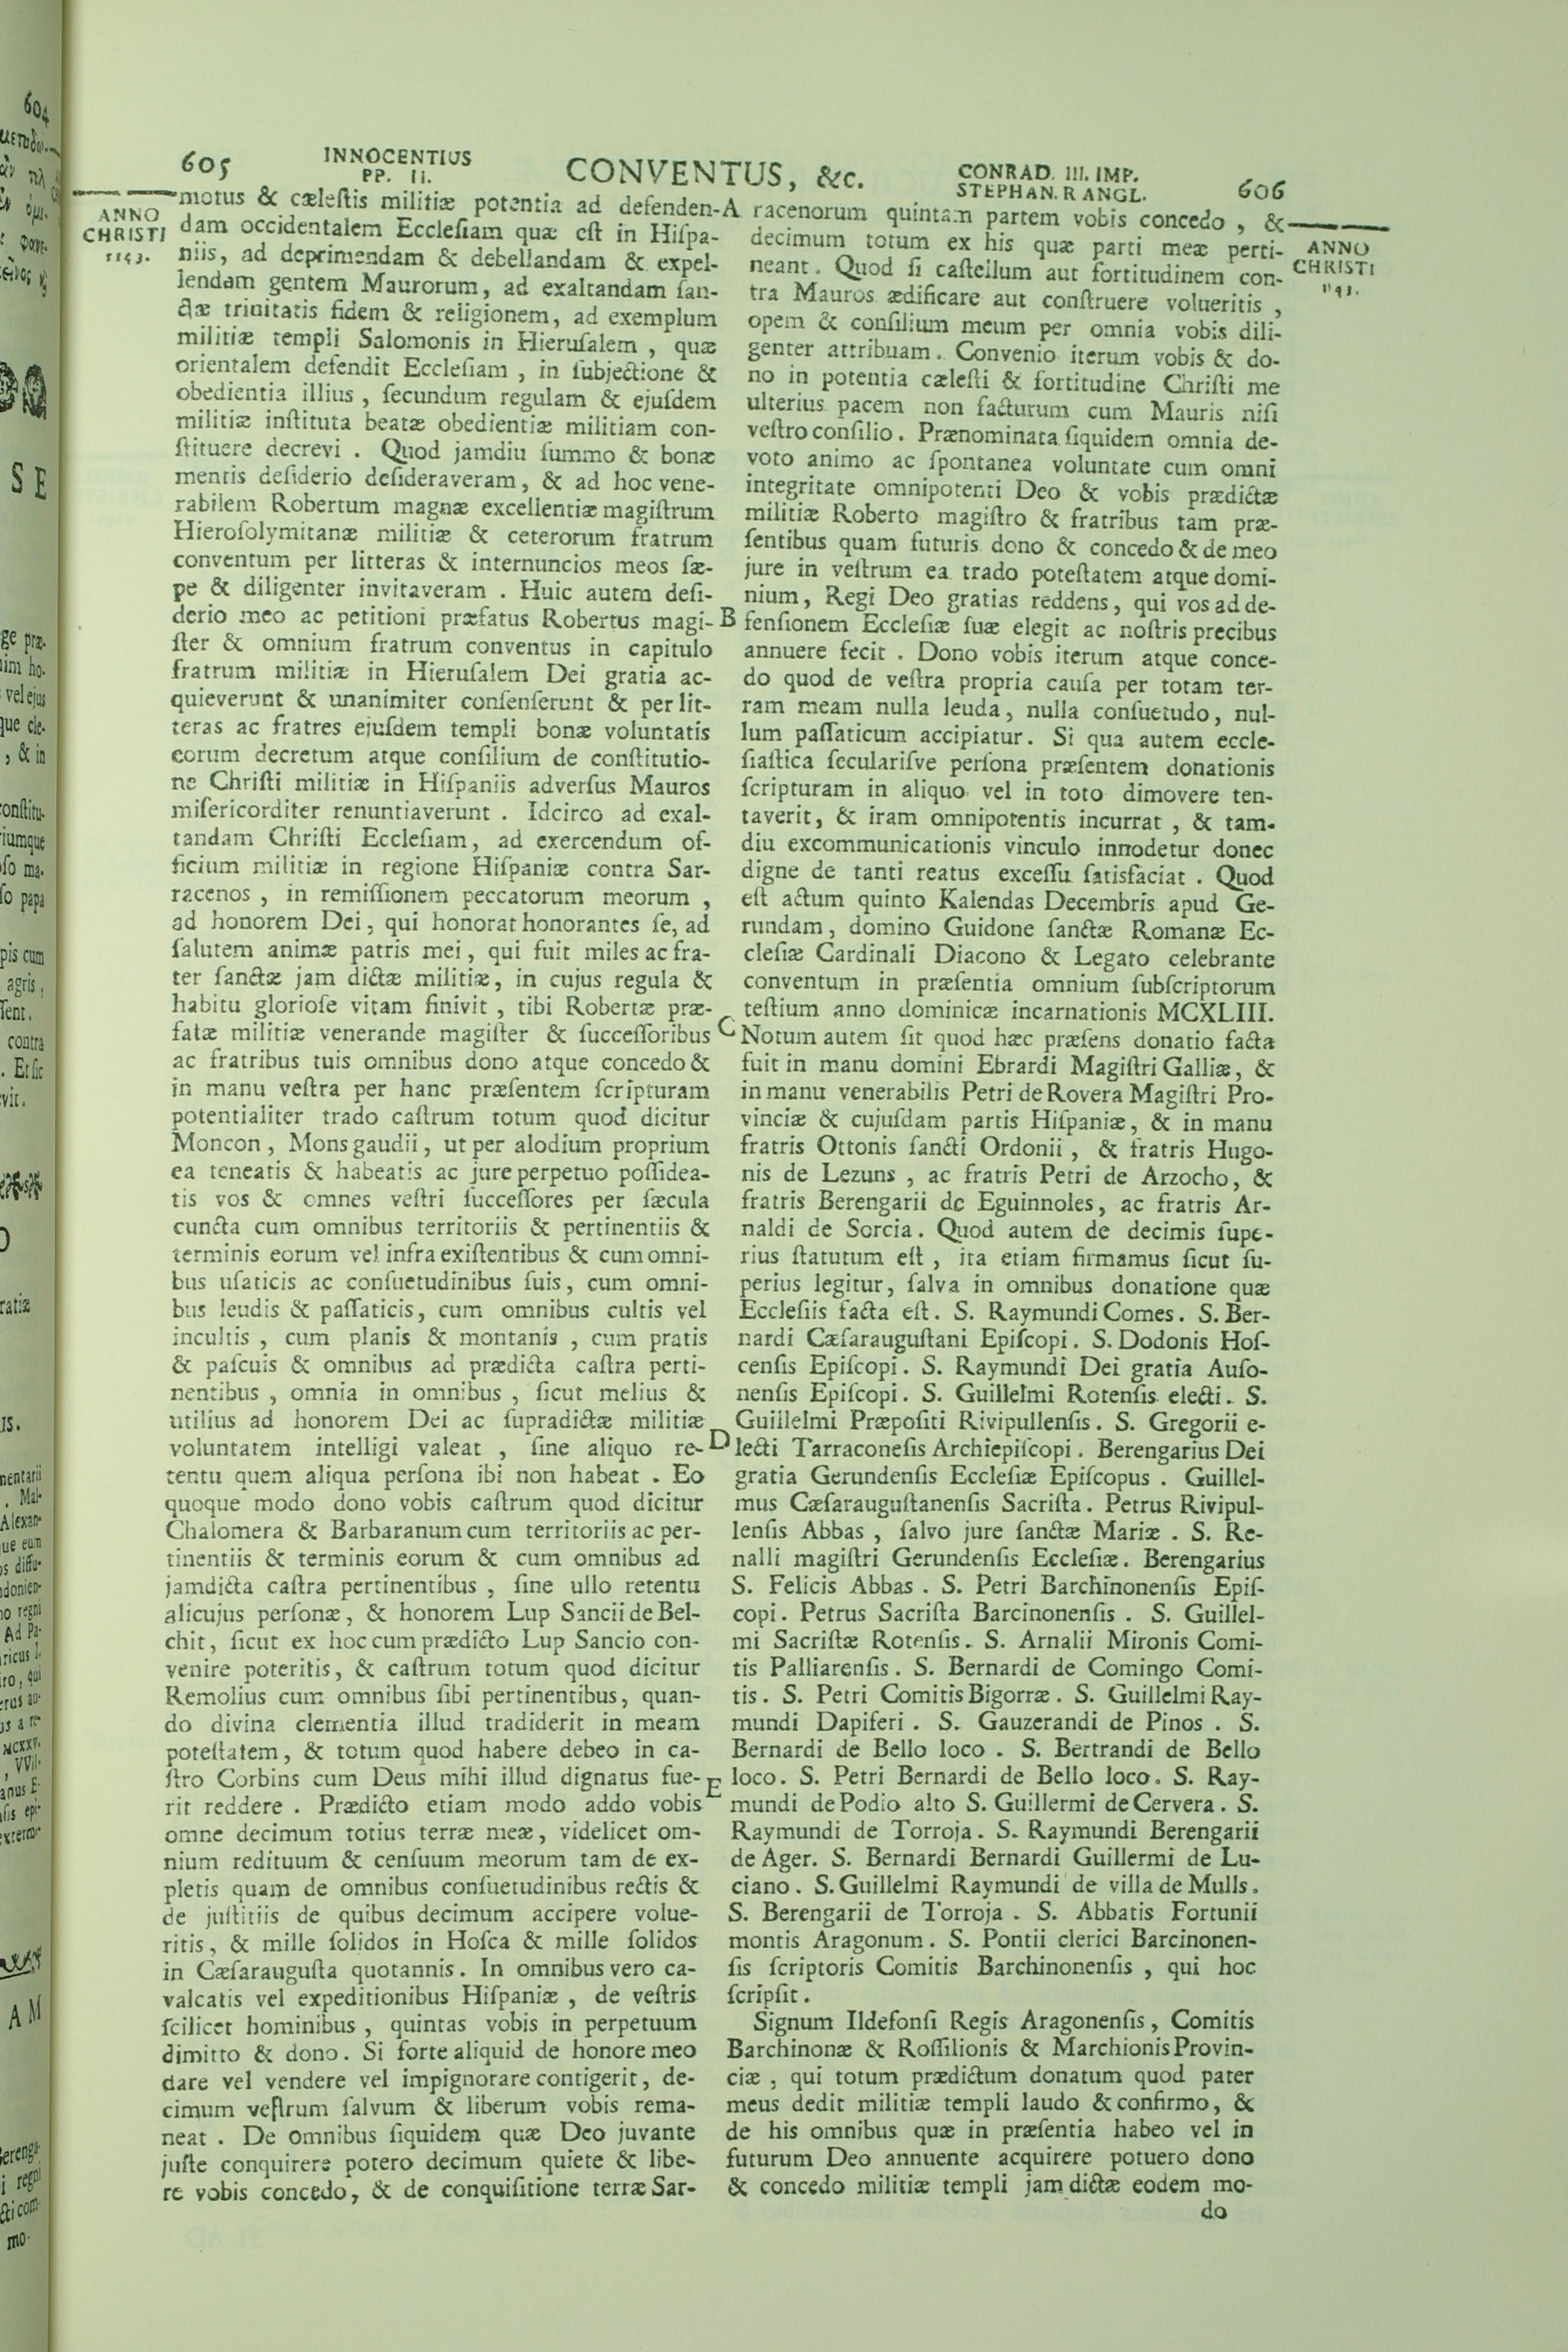 605
INNOCENTIUS
PP. II.
CONVENTUS, &c.
CONRAD. III. IMP.
STEPHAN. R ANGL.
606
ANNO
CHRISTI
1143.
motus & cæleſtis militiæ potentia ad defenden-
dam occidentalem Eccleſiam quæ eſt in Hiſpa-
niis, ad deprimendam & debellandam & expel-
lendam gentem Maurorum, ad exaltandam ſan-
ctæ trinitatis fidem & religionem, ad exemplum
militiæ templi Salomonis in Hieruſalem, quæ
orientalem defendit Eccleſiam, in ſubjectione &
obedientia illius, ſecundum regulam & ejuſdem
militiæ inſtituta beatæ obedientiæ militiam con-
ſtituere decrevi. Quod jamdiu ſummo & bonæ
mentis deſiderio deſideraveram, & ad hoc vene-
rabilem Robertum magnæ excellentiæ magiſtrum
Hieroſolymitanæ militiæ & ceterorum fratrum
conventum per litteras & internuncios meos ſæ-
pe & diligenter invitaveram. Huic autem deſi-
derio meo ac petitioni præfatus Robertus magi-
ſter & omnium fratrum conventus in capitulo
fratrum militiæ in Hieruſalem Dei gratia ac-
quieverunt & unanimiter conſenſerunt & per lit-
teras ac fratres ejuſdem templi bonæ voluntatis
eorum decretum atque conſilium de conſtitutio-
ne Chriſti militiæ in Hiſpaniis adverſus Mauros
miſericorditer renuntiaverunt. Idcirco ad exal-
tandam Chriſti Eccleſiam, ad exercendum of-
ficium militiæ in regione Hiſpaniæ contra Sar-
racenos, in remiſſionem peccatorum meorum,
ad honorem Dei, qui honorat honorantes ſe, ad
ſalutem animæ patris mei, qui fuit miles ac fra-
ter ſanctæ jam dictæ militiæ, in cujus regula &
habitu glorioſe vitam finivit, tibi Robertæ præ-
fatæ militiæ venerande magiſter & ſucceſſoribus
ac fratribus tuis omnibus dono atque concedo &
in manu veſtra per hanc præſentem ſcripturam
potentialiter trado caſtrum totum quod dicitur
Moncon, Mons gaudii, ut per alodium proprium
ea teneatis & habeatis ac jure perpetuo poſſidea-
tis vos & omnes veſtri ſucceſſores per ſæcula
cuncta cum omnibus territoriis & pertinentiis &
terminis eorum vel infra exiſtentibus & cum omni-
bus uſaticis ac conſuetudinibus ſuis, cum omni-
bus leudis & paſſaticis, cum omnibus cultis vel
incultis, cum planis & montanis, cum pratis
& paſcuis & omnibus ad prædicta caſtra perti-
nentibus, omnia in omnibus, ſicut melius &
utilius ad honorem Dei ac ſupradictæ militiæ
voluntatem intelligi valeat, ſine aliquo re-
tentu quem aliqua perſona ibi non habeat. Eo
quoque modo dono vobis caſtrum quod dicitur
Chalomera & Barbaranum cum territoriis ac per-
tinentiis & terminis eorum & cum omnibus ad
jamdicta caſtra pertinentibus, ſine ullo retentu
alicujus perſonæ, & honorem Lup Sancii de Bel-
chit, ſicut ex hoc cum prædicto Lup Sancio con-
venire poteritis, & caſtrum totum quod dicitur
Remolius cum omnibus ſibi pertinentibus, quan-
do divina clementia illud tradiderit in meam
poteſtatem, & totum quod habere debeo in ca-
ſtro Corbins cum Deus mihi illud dignatus fue-
rit reddere. Prædicto etiam modo addo vobis
omne decimum totius terræ meæ, videlicet om-
nium redituum & cenſuum meorum tam de ex-
pletis quam de omnibus conſuetudinibus rectis &
de juſtitiis de quibus decimum accipere volue-
ritis, & mille ſolidos in Hoſca & mille ſolidos
in Cæſarauguſta quotannis. In omnibus vero ca-
valcatis vel expeditionibus Hiſpaniæ, de veſtris
ſcilicet hominibus, quintas vobis in perpetuum
dimitto & dono. Si forte aliquid de honore meo
dare vel vendere vel impignorare contigerit, de-
cimum veſtrum ſalvum & liberum vobis rema-
neat. De omnibus ſiquidem quæ Deo juvante
juſte conquirere potero decimum quiete & libe-
re vobis concedo, & de conquiſitione terræ Sar-
A
B
C
D
E
racenorum quintam partem vobis concedo, &
decimum totum ex his quæ parti meæ perti-
neant. Quod ſi caſtellum aut fortitudinem con-
tra Mauros ædificare aut conſtruere volueritis,
opem & conſilium meum per omnia vobis dili-
genter attribuam. Convenio iterum vobis & do-
no in potentia cæleſti & fortitudine Chriſti me
ulterius pacem non facturum cum Mauris niſi
veſtro conſilio. Prænominata ſiquidem omnia de-
voto animo ac ſpontanea voluntate cum omni
integritate omnipotenti Deo & vobis prædictæ
militiæ Roberto magiſtro & fratribus tam præ-
ſentibus quam futuris dono & concedo & de meo
jure in veſtrum ea trado poteſtatem atque domi-
nium, Regi Deo gratias reddens, qui vos ad de-
fenſionem Eccleſiæ ſuæ elegit ac noſtris precibus
annuere fecit. Dono vobis iterum atque conce-
do quod de veſtra propria cauſa per totam ter-
ram meam nulla leuda, nulla conſuetudo, nul-
lum paſſaticum accipiatur. Si qua autem eccle-
ſiaſtica ſeculariſve perſona præſentem donationis
ſcripturam in aliquo vel in toto dimovere ten-
taverit, & iram omnipotentis incurrat, & tam-
diu excommunicationis vinculo innodetur donec
digne de tanti reatus exceſſu ſatisfaciat. Quod
eſt actum quinto Kalendas Decembris apud Ge-
rundam, domino Guidone ſanctæ Romanæ Ec-
cleſiæ Cardinali Diacono & Legato celebrante
conventum in præſentia omnium ſubſcriptorum
teſtium anno dominicæ incarnationis MCXLIII.
Notum autem ſit quod hæc præſens donatio facta
fuit in manu domini Ebrardi Magiſtri Galliæ, &
in manu venerabilis Petri de Rovera Magiſtri Pro-
vinciæ & cujuſdam partis Hiſpaniæ, & in manu
fratris Ottonis ſancti Ordonii, & fratris Hugo-
nis de Lezuns, ac fratris Petri de Arzocho, &
fratris Berengarii de Eguinnoles, ac fratris Ar-
naldi de Sorcia. Quod autem de decimis ſupe-
rius ſtatutum eſt, ita etiam firmamus ſicut ſu-
perius legitur, ſalva in omnibus donatione quæ
Eccleſiis facta eſt. S. Raymundi Comes. S. Ber-
nardi Cæſarauguſtani Epiſcopi. S. Dodonis Hoſ-
cenſis Epiſcopi. S. Raymundi Dei gratia Auſo-
nenſis Epiſcopi. S. Guillelmi Rotenſis electi. S.
Guillelmi Præpoſiti Rivipullenſis. S. Gregorii e-
lecti Tarraconeſis Archiepiſcopi. Berengarius Dei
gratia Gerundenſis Eccleſiæ Epiſcopus. Guillel-
mus Cæſarauguſtanenſis Sacriſta. Petrus Rivipul-
lenſis Abbas, ſalvo jure ſanctæ Mariæ. S. Re-
nalli magiſtri Gerundenſis Eccleſiæ. Berengarius
S. Felicis Abbas. S. Petri Barchinonenſis Epiſ-
copi. Petrus Sacriſta Barcinonenſis. S. Guillel-
mi Sacriſtæ Rotenſis. S. Arnalii Mironis Comi-
tis Palliarenſis. S. Bernardi de Comingo Comi-
tis. S. Petri Comitis Bigorræ. S. Guillelmi Ray-
mundi Dapiferi. S. Gauzerandi de Pinos. S.
Bernardi de Bello loco. S. Bertrandi de Bello
loco. S. Petri Bernardi de Bello loco. S. Ray-
mundi de Podio alto S. Guillermi de Cervera. S.
Raymundi de Torroja. S. Raymundi Berengarii
de Ager. S. Bernardi Bernardi Guillermi de Lu-
ciano. S. Guillelmi Raymundi de villa de Mulls.
S. Berengarii de Torroja. S. Abbatis Fortunii
montis Aragonum. S. Pontii clerici Barcinonen-
ſis ſcriptoris Comitis Barchinonenſis, qui hoc
ſcripſit.
Signum Ildefonſi Regis Aragonenſis, Comitis
Barchinonæ & Roſſilionis & Marchionis Provin-
ciæ, qui totum prædictum donatum quod pater
meus dedit militiæ templi laudo & confirmo, &
de his omnibus quæ in præſentia habeo vel in
futurum Deo annuente acquirere potuero dono
& concedo militiæ templi jam dictæ eodem mo-
do
ANNO
CHRISTI
1143.